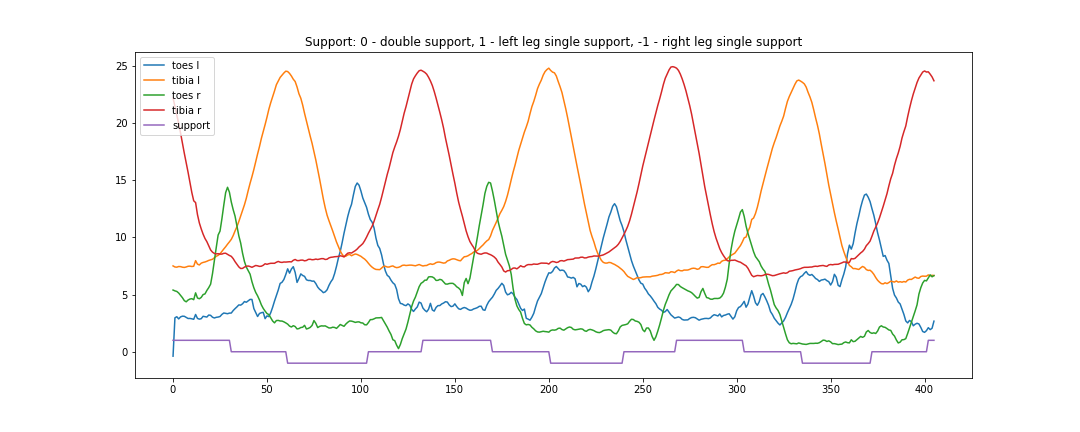 Support: 0 - double support, 1 - left leg single support, -1 - right leg single support
toes l
tibia l
toes r
tibia r
support
25
20
15
10
5
0
0 50 100 150 200 250 300 350 400